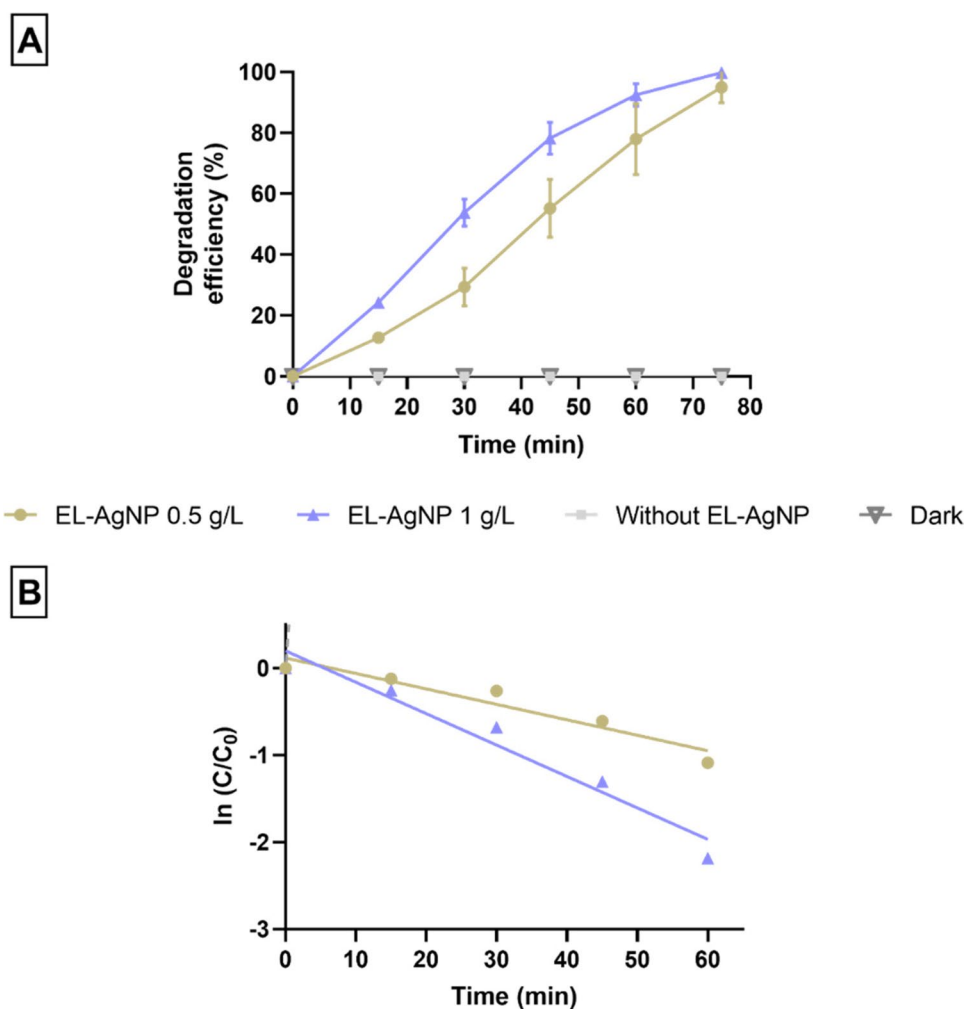 A
100
80
60
40
20
0
Degradation
efficiency (%)
0 10 20 30 40 50 60 70 80
Time (min)
EL-AgNP 0.5 g/L EL-AgNP 1 g/L Without EL-AgNP Dark
B
0
-1
-2
-3
ln (C/C₀)
0 10 20 30 40 50 60
Time (min)